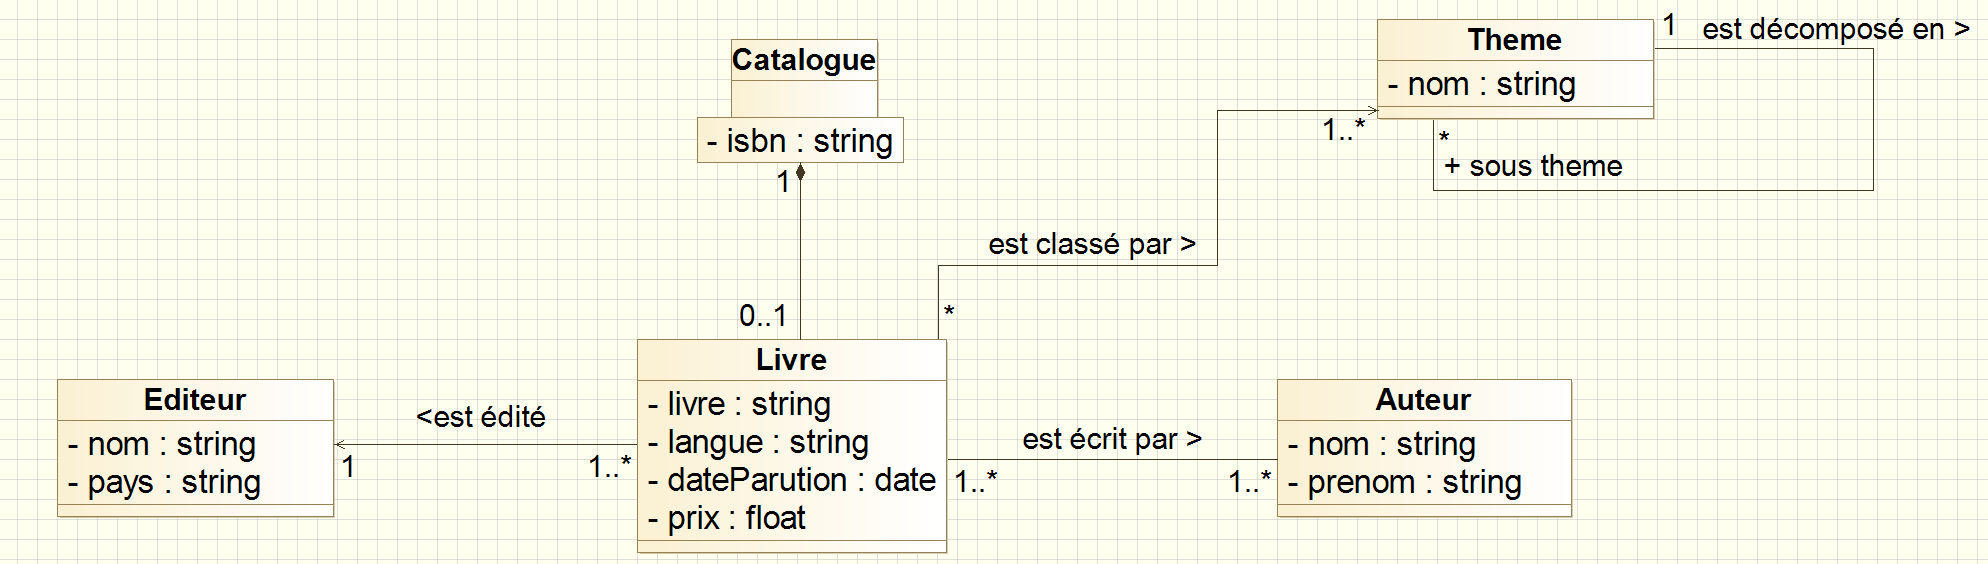 Catalogue
- isbn : string
1
0..1
Theme
- nom : string
1
est décomposé en >
1..*
*
+ sous theme
est classé par >
*
Livre
- livre : string
- langue : string
- dateParution : date
- prix : float
Editeur
- nom : string
- pays : string
<est édité
1
1..*
est écrit par >
1..*
1..*
Auteur
- nom : string
- prenom : string